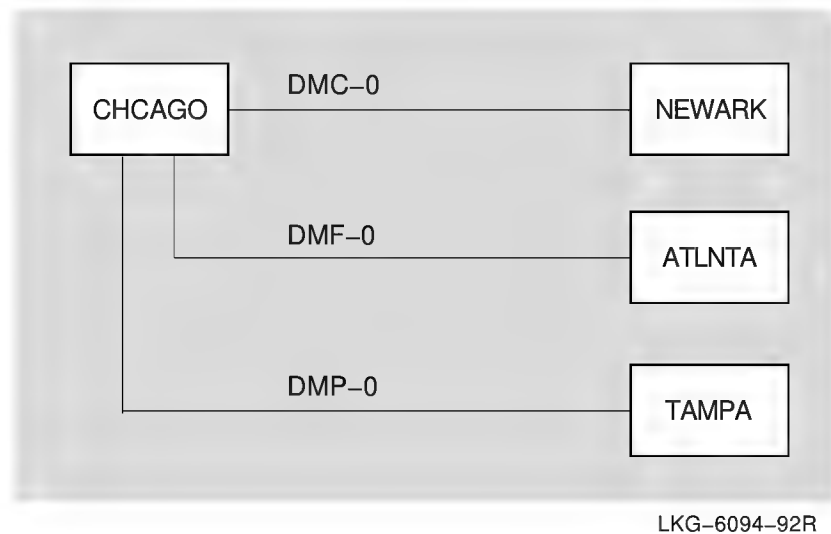 DMC–0
CHCAGO
NEWARK
DMF–0
ATLNTA
DMP–0
TAMPA
LKG–6094–92R